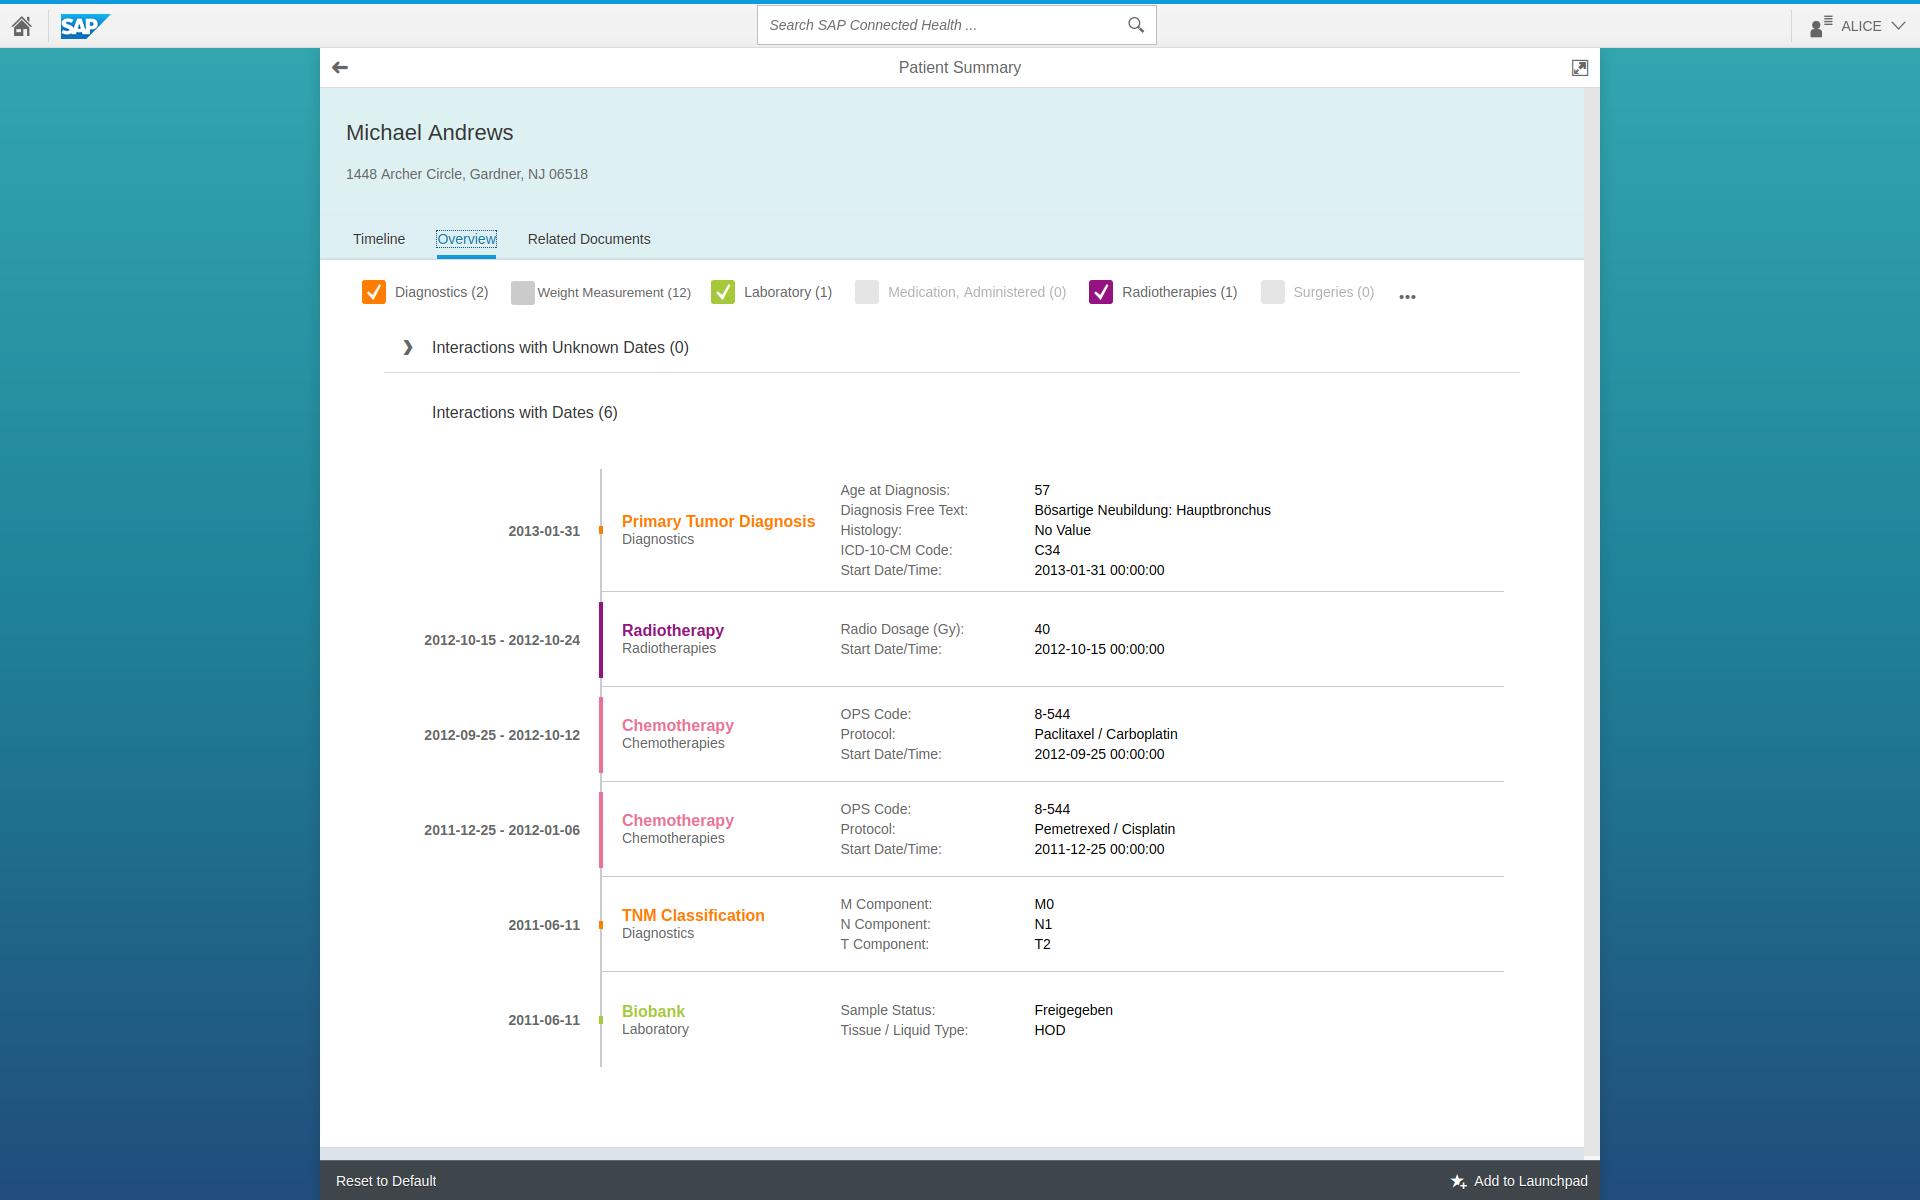 SAP
Search SAP Connected Health ...
ALICE
Patient Summary
Michael Andrews
1448 Archer Circle, Gardner, NJ 06518
Timeline Overview Related Documents
Diagnostics (2) Weight Measurement (12) Laboratory (1) Medication, Administered (0) Radiotherapies (1) Surgeries (0) ...
Interactions with Unknown Dates (0)
Interactions with Dates (6)
2013-01-31
Primary Tumor Diagnosis
Diagnostics
Age at Diagnosis: 57
Diagnosis Free Text: Bösartige Neubildung: Hauptbronchus
Histology: No Value
ICD-10-CM Code: C34
Start Date/Time: 2013-01-31 00:00:00
2012-10-15 - 2012-10-24
Radiotherapy
Radiotherapies
Radio Dosage (Gy): 40
Start Date/Time: 2012-10-15 00:00:00
2012-09-25 - 2012-10-12
Chemotherapy
Chemotherapies
OPS Code: 8-544
Protocol: Paclitaxel / Carboplatin
Start Date/Time: 2012-09-25 00:00:00
2011-12-25 - 2012-01-06
Chemotherapy
Chemotherapies
OPS Code: 8-544
Protocol: Pemetrexed / Cisplatin
Start Date/Time: 2011-12-25 00:00:00
2011-06-11
TNM Classification
Diagnostics
M Component: M0
N Component: N1
T Component: T2
2011-06-11
Biobank
Laboratory
Sample Status: Freigegeben
Tissue / Liquid Type: HOD
Reset to Default
Add to Launchpad